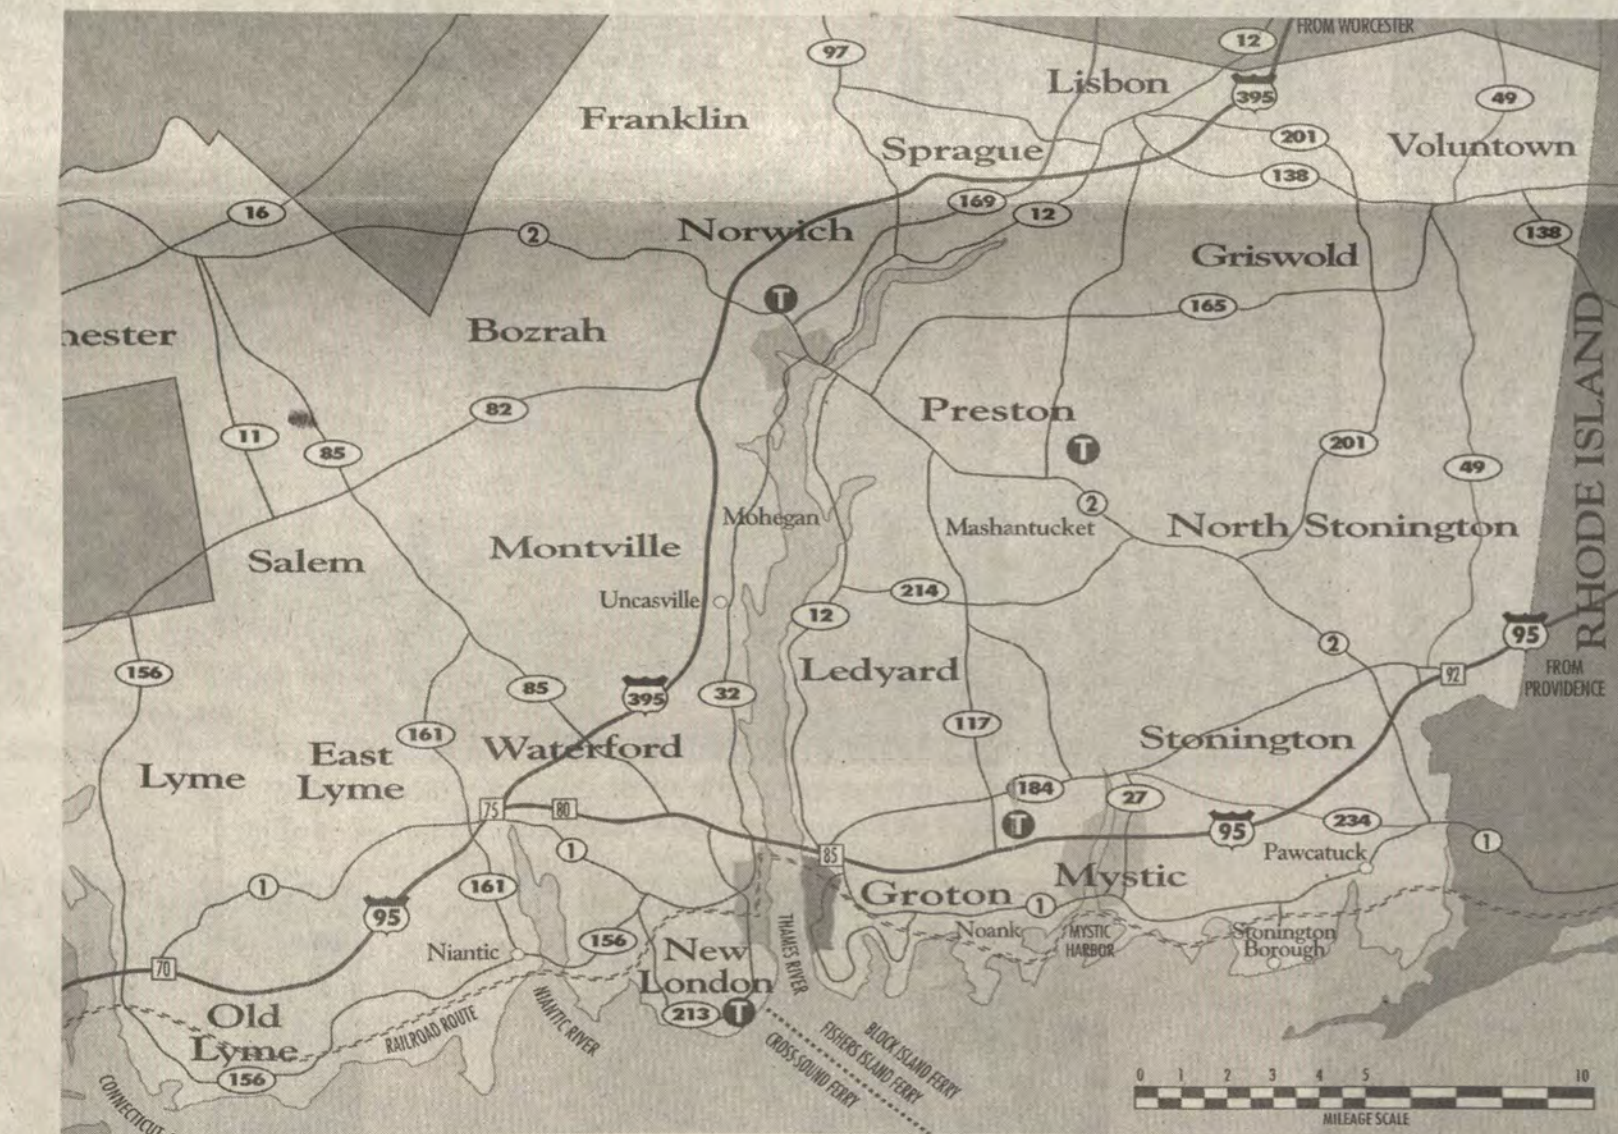 FROM WORCESTER
12
97
Lisbon
395
49
Franklin
201
Sprague
Voluntown
138
169
16
12
Norwich
2
138
Griswold
T
165
RHODE ISLAND
hester
Bozrah
82
Preston
11
201
85
T
49
2
Mohegan
Mashantucket
North Stonington
Montville
Salem
214
Uncasville
12
95
2
FROM
PROVIDENCE
156
Ledyard
92
85
395
32
117
161
Stonington
East
Lyme
Waterford
Lyme
184
27
75
80
T
95
234
1
1
85
Pawcatuck
Mystic
1
161
Groton
1
95
THAMES RIVER
Noank
MYSTIC
HARBOR
Stonington
Borough
156
New
London
Niantic
70
213
T
Old
Lyme
RAILROAD ROUTE
NIANTIC RIVER
BLOCK ISLAND FERRY
FISHERS ISLAND FERRY
CROSS-SOUND FERRY
156
CONNECTICUT
0 1 2 3 4 5 10
MILEAGE SCALE